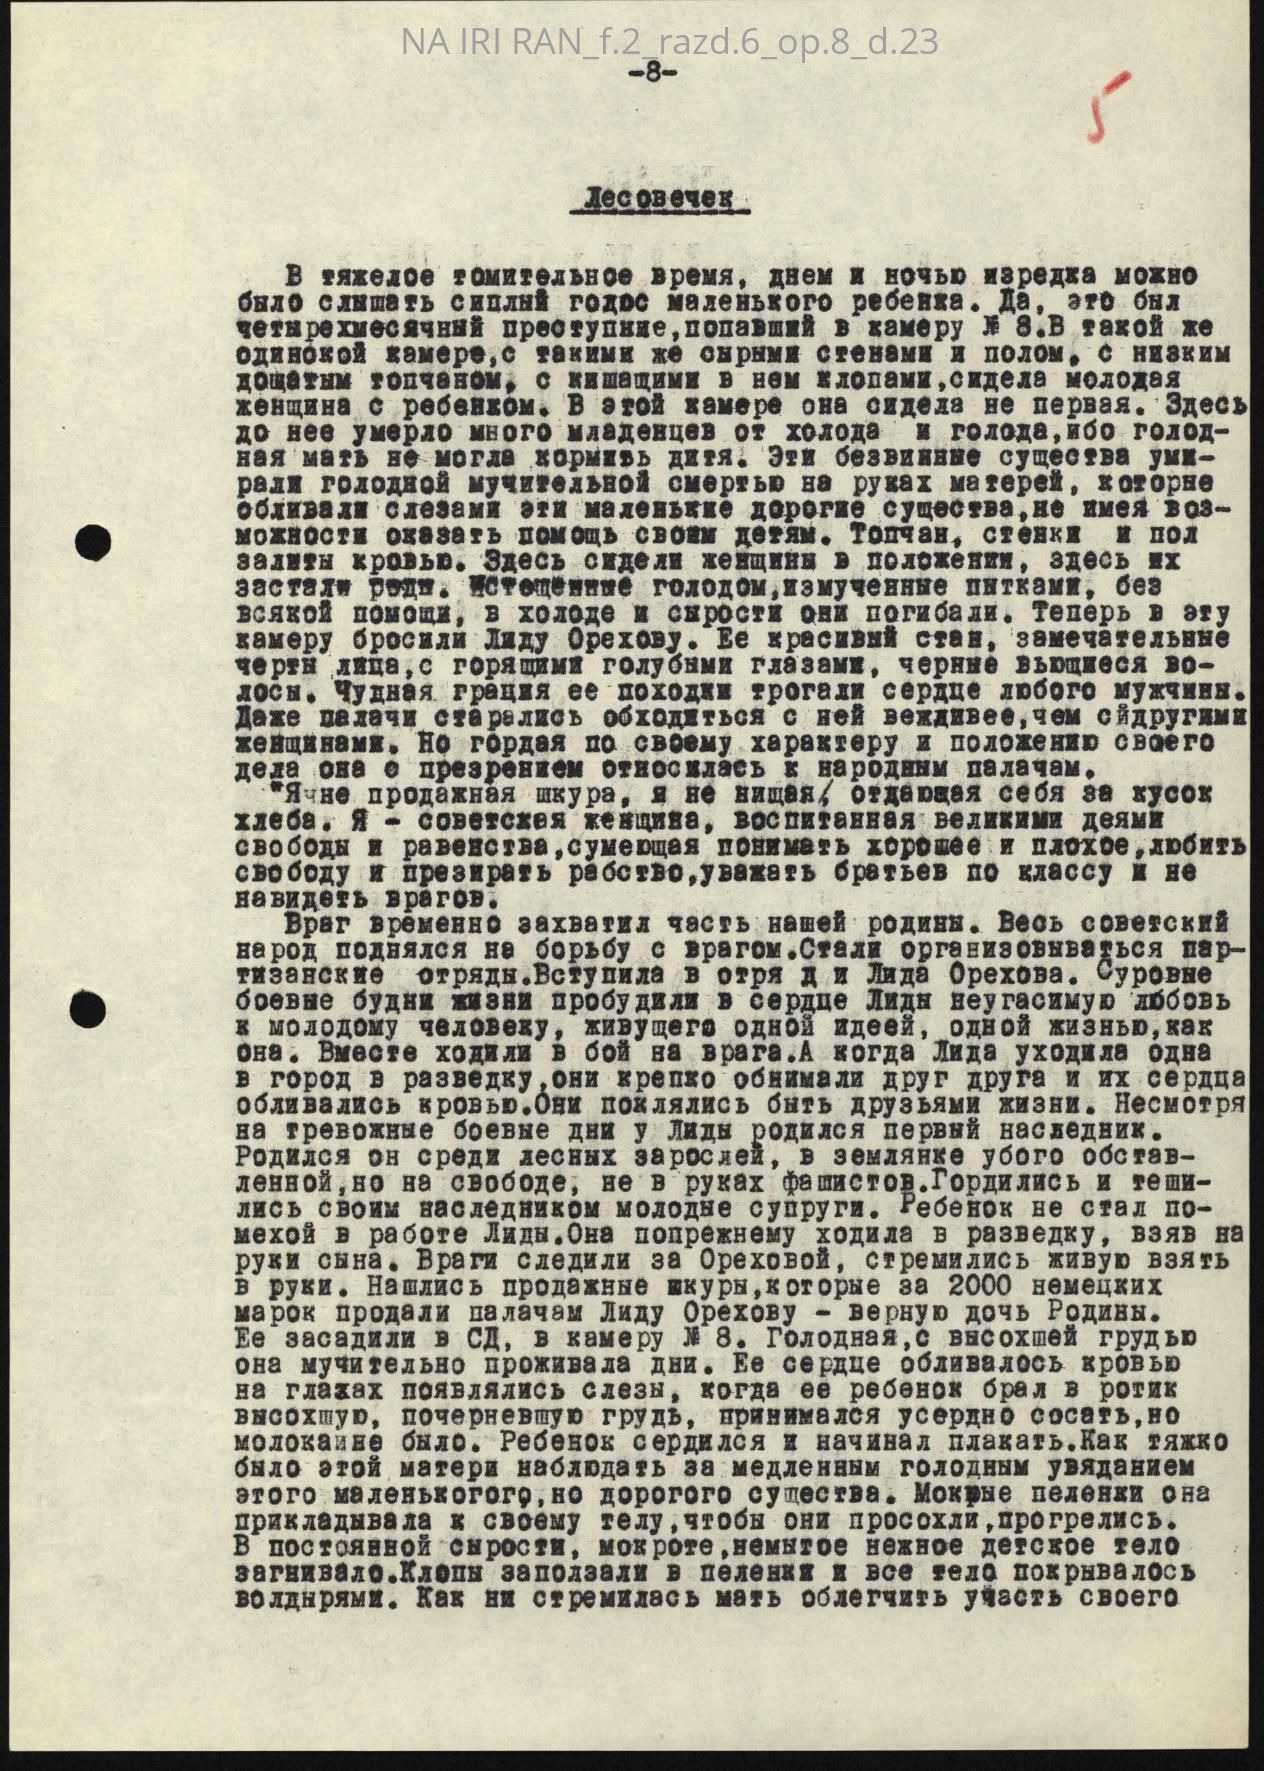 NA IRI RAN_f.2_razd.6_op.8_d.23
-8-
5
Лесовечек
В тяжелое томительное время, днем и ночью изредка можно
было слышать сиплый голос маленького ребенка. Да, это был
четырехмесячный преступние,попавший в камеру № 8.В такой же
одинокой камере,с такими же сырыми стенами и полом, с низким
дощатым топчаном, с кишащими в нем клопами,сидела молодая
женщина с ребенком. В этой камере она сидела не первая. Здесь
до нее умерло много младенцев от холода и голода,ибо голод-
ная мать не могла кормивь дитя. Эти безвинные существа уми-
рали голодной мучительной смертью на руках матерей, которые
обливали слезами эти маленькие дорогие существа,не имея воз-
можности оказать помощь своим детям. Топчан, стенки и пол
залиты кровью. Здесь сидели женщины в положении, здесь их
застали роды. Истощенные голодом,измученные пытками, без
всякой помощи, в холоде и сырости они погибали. Теперь в эту
камеру бросили Лиду Орехову. Ее красивый стан, замечательные
черты лица,с горящими голубыми глазами, черные вьющиеся во-
лосы. Чудная грация ее походки трогали сердце любого мужчины.
Даже палачи старались обходиться с ней вежливее,чем сйдругими
женщинами. Но гордая по своему характеру и положению своего
дела она с презрением относилась к народным палачам.
"Ячне продажная шкура, я не нищая, отдающая себя за кусок
хлеба. Я - советская женщина, воспитанная великими деями
свободы и равенства,сумеющая понимать хорошее и плохое,любить
свободу и презирать рабство,уважать братьев по классу и не
навидеть врагов.
Враг временно захватил часть нашей родины. Весь советский
народ поднялся на борьбу с врагом.Стали организовываться пар-
тизанские отряды.Вступила в отря д и Лида Орехова. Суровые
боевые будни жизни пробудили в сердце Лиды неугасимую любовь
к молодому человеку, живущего одной идеей, одной жизнью,как
она. Вместе ходили в бой на врага.А когда Лида уходила одна
в город в разведку,они крепко обнимали друг друга и их сердца
обливались кровью.Они поклялись быть друзьями жизни. Несмотря
на тревожные боевые дни у Лиды родился первый наследник.
Родился он среди лесных зарослей, в землянке убого обстав-
ленной,но на свободе, не в руках фашистов.Гордились и теши-
лись своим наследником молодые супруги. Ребенок не стал по-
мехой в работе Лиды.Она попрежнему ходила в разведку, взяв на
руки сына. Враги следили за Ореховой, стремились живую взять
в руки. Нашлись продажные шкуры,которые за 2000 немецких
марок продали палачам Лиду Орехову - верную дочь Родины.
Ее засадили в СД, в камеру № 8. Голодная,с высохшей грудью
она мучительно проживала дни. Ее сердце обливалось кровью
на глазах появлялись слезы, когда ее ребенок брал в ротик
высохшую, почерневшую грудь, принимался усердно сосать,но
молокаине было. Ребенок сердился и начинал плакать.Как тяжко
было этой матери наблюдать за медленным голодным увяданием
этого маленькогого,но дорогого существа. Мокрые пеленки она
прикладывала к своему телу,чтобы они просохли,прогрелись.
В постоянной сырости, мокроте,немытое нежное детское тело
загнивало.Клопы заползали в пеленки и все тело покрывалось
волдырями. Как ни стремилась мать облегчить участь своего